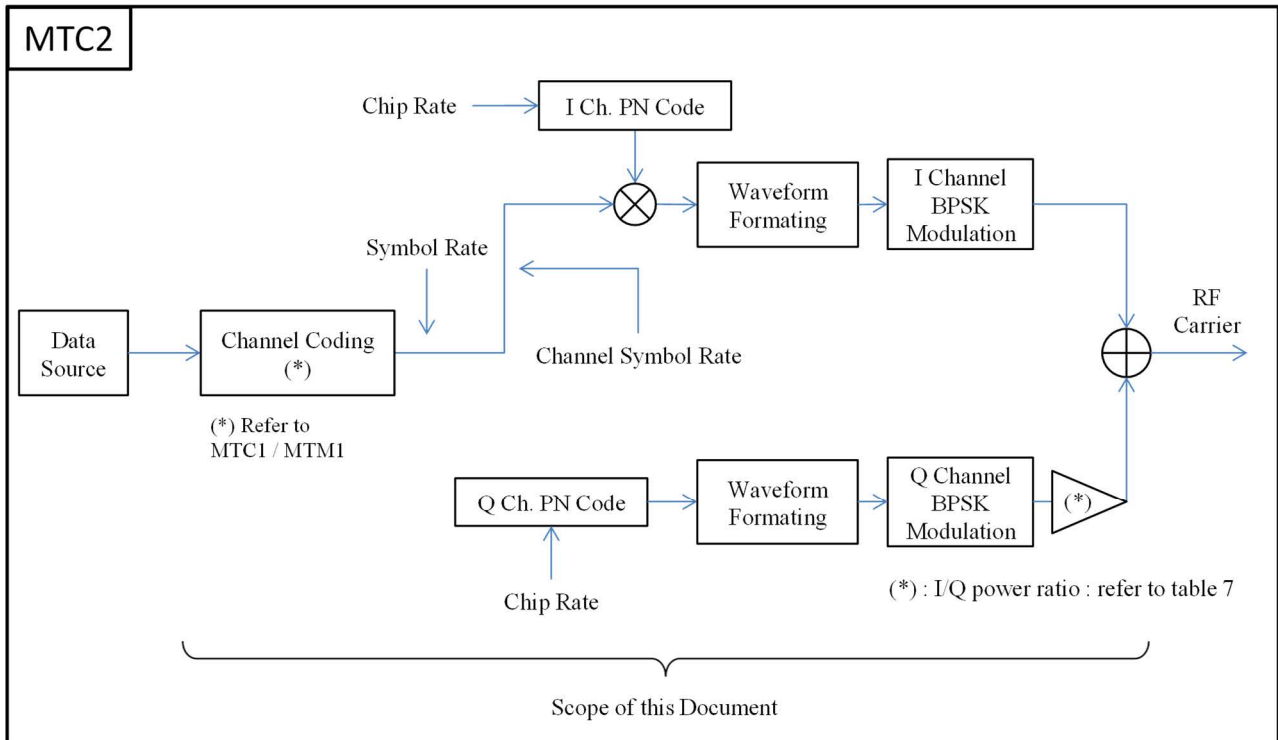 MTC2
Chip Rate
I Ch. PN Code
Waveform
Formating
I Channel
BPSK
Modulation
Symbol Rate
RF
Carrier
Data
Source
Channel Coding
(*)
Channel Symbol Rate
(*) Refer to
MTC1 / MTM1
Q Ch. PN Code
Waveform
Formating
Q Channel
BPSK
Modulation
(*)
Chip Rate
(*) : I/Q power ratio : refer to table 7
Scope of this Document